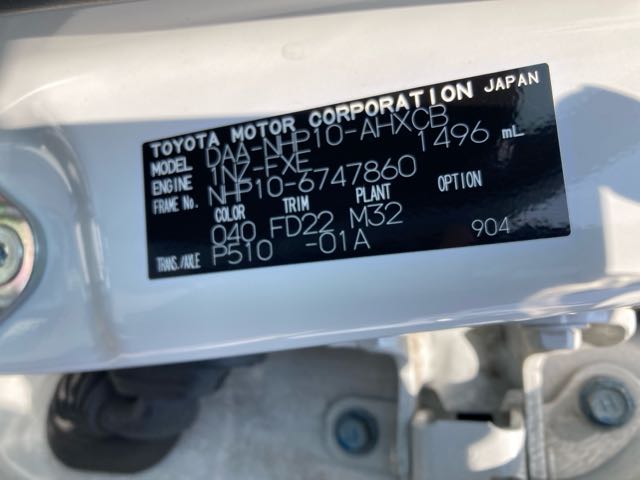 TOYOTA MOTOR CORPORATION JAPAN
MODEL DAA-NHP10-AHXCB
ENGINE 1NZ-FXE 1496 mL
FRAME No. NHP10-6747860
COLOR TRIM PLANT OPTION
040 FD22 M32
TRANS./AXLE P510 -01A 904